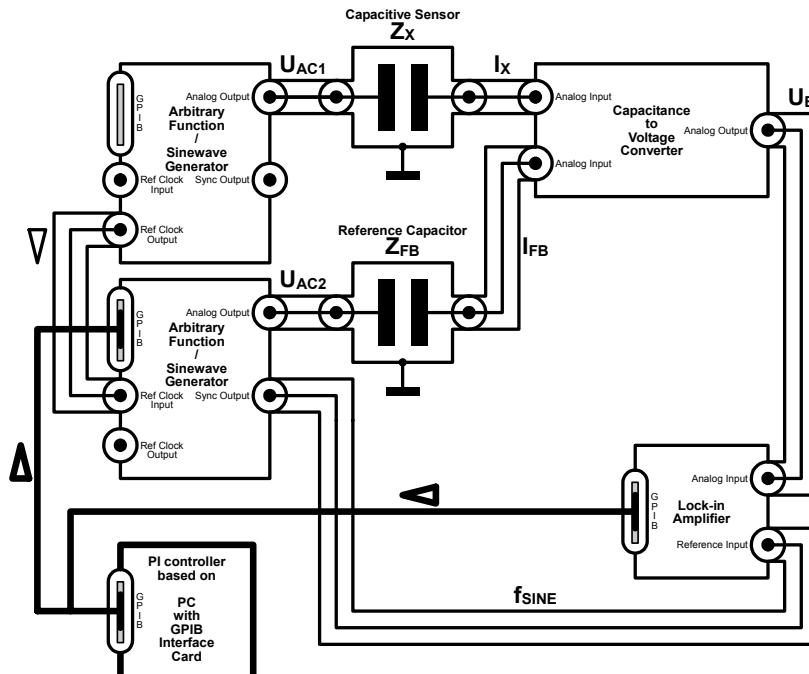 Capacitive Sensor
ZX
UAC1
IX
UE
GPIB
Analog Output
Arbitrary
Function
/
Sinewave
Generator
Ref Clock
Input
Sync Output
Ref Clock
Output
Analog Input
Analog Input
Capacitance
to
Voltage
Converter
Analog Output
Reference Capacitor
ZFB
IFB
UAC2
GPIB
Analog Output
Arbitrary
Function
/
Sinewave
Generator
Ref Clock
Input
Sync Output
Ref Clock
Output
GPIB
Analog Input
Lock-in
Amplifier
Reference Input
fSINE
GPIB
PI controller
based on
PC
with
GPIB
Interface
Card